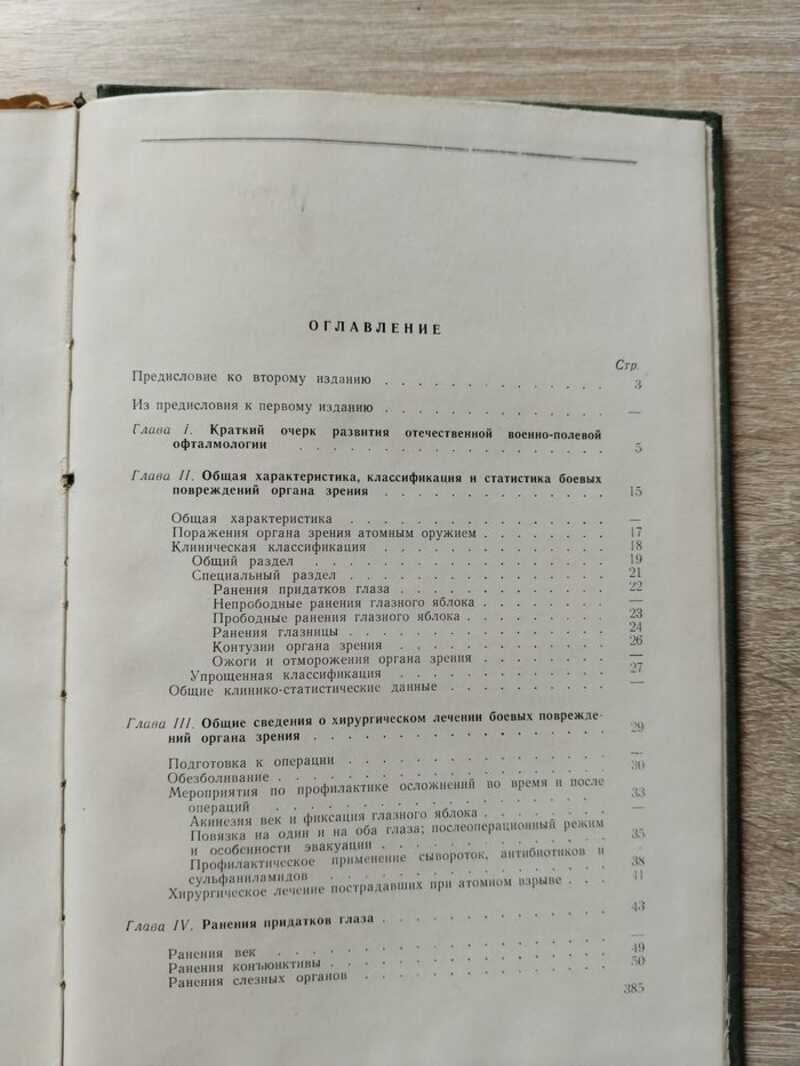 ОГЛАВЛЕНИЕ
Стр.
Предисловие ко второму изданию . . . . . . . . . . . . . 3
Из предисловия к первому изданию . . . . . . . . . . . . . —
Глава I. Краткий очерк развития отечественной военно-полевой
офтальмологии . . . . . . . . . . . . . . . . . 5
Глава II. Общая характеристика, классификация и статистика боевых
повреждений органа зрения . . . . . . . . . . . . . 15
Общая характеристика . . . . . . . . . . . . . . —
Поражения органа зрения атомным оружием . . . . . . . . 17
Клиническая классификация . . . . . . . . . . . . . 18
Общий раздел . . . . . . . . . . . . . . . . 19
Специальный раздел . . . . . . . . . . . . . . 21
Ранения придатков глаза . . . . . . . . . . . . 22
Непрободные ранения глазного яблока . . . . . . . . —
Прободные ранения глазного яблока . . . . . . . . . 23
Ранения глазницы . . . . . . . . . . . . . . 24
Контузии органа зрения . . . . . . . . . . . . 26
Ожоги и отморожения органа зрения . . . . . . . . —
Упрощенная классификация . . . . . . . . . . . . 27
Общие клинико-статистические данные . . . . . . . . . . —
Глава III. Общие сведения о хирургическом лечении боевых поврежде-
ний органа зрения . . . . . . . . . . . . . . . . 29
Подготовка к операции . . . . . . . . . . . . . . —
Обезболивание . . . . . . . . . . . . . . . . . 30
Мероприятия по профилактике осложнений во время и после
операций . . . . . . . . . . . . . . . . . 33
Акинезия век и фиксация глазного яблока . . . . . . . . —
Повязка на один и на оба глаза; послеоперационный режим
и особенности эвакуации . . . . . . . . . . . . 35
Профилактическое применение сывороток, антибиотиков и
сульфаниламидов . . . . . . . . . . . . . . 38
Хирургическое лечение пострадавших при атомном взрыве . . . 41
Глава IV. Ранения придатков глаза . . . . . . . . . . . . . 43
Ранения век . . . . . . . . . . . . . . . . . —
Ранения конъюнктивы . . . . . . . . . . . . . . 49
Ранения слезных органов . . . . . . . . . . . . . 50
385